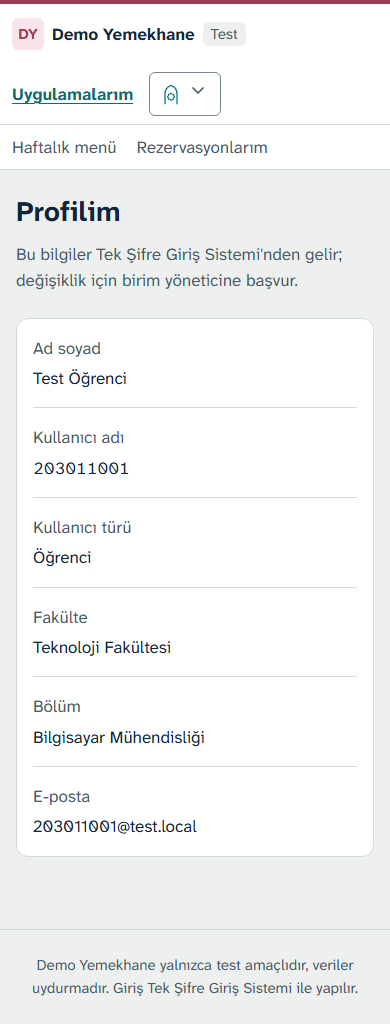 DY Demo Yemekhane Test
Uygulamalarım
Haftalık menü Rezervasyonlarım
Profilim
Bu bilgiler Tek Şifre Giriş Sistemi'nden gelir;
değişiklik için birim yöneticine başvur.
Ad soyad
Test Öğrenci
Kullanıcı adı
203011001
Kullanıcı türü
Öğrenci
Fakülte
Teknoloji Fakültesi
Bölüm
Bilgisayar Mühendisliği
E-posta
203011001@test.local
Demo Yemekhane yalnızca test amaçlıdır, veriler
uydurmadır. Giriş Tek Şifre Giriş Sistemi ile yapılır.